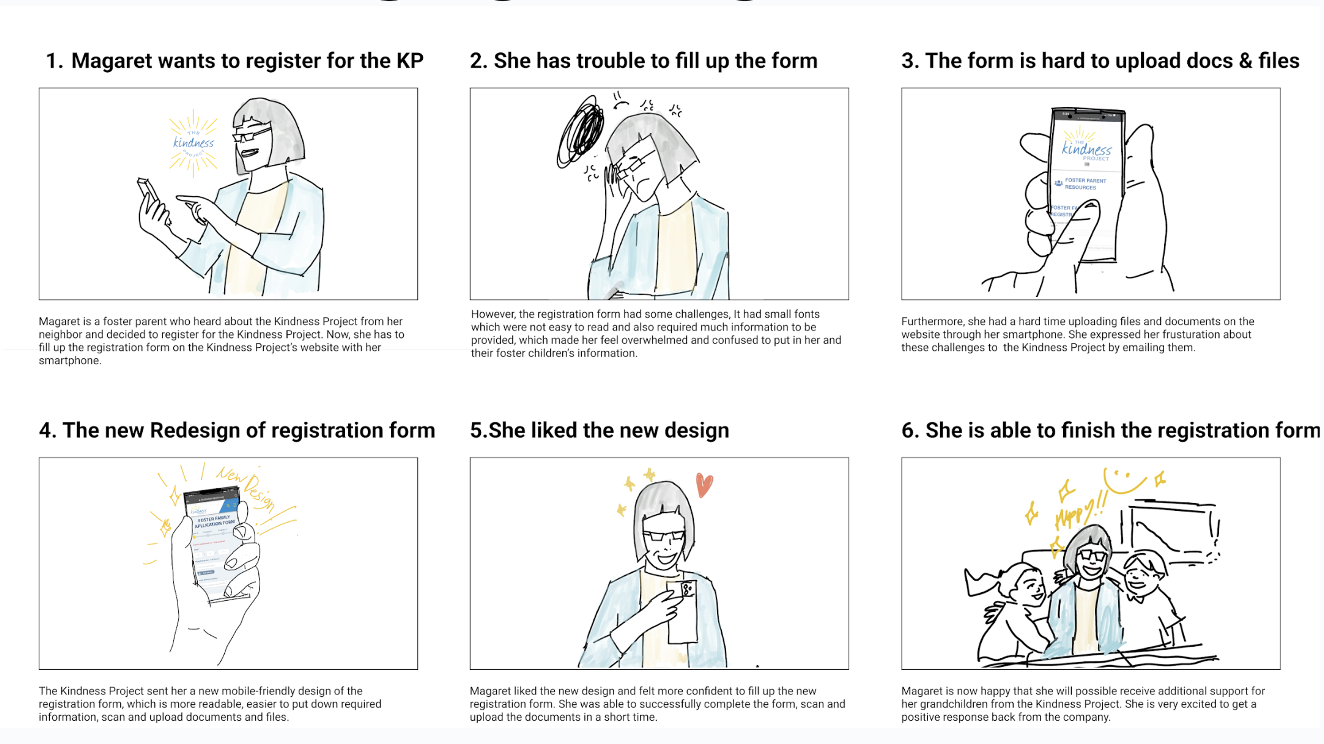 1. Magaret wants to register for the KP
THE
kindness
PROJECT
Magaret is a foster parent who heard about the Kindness Project from her
neighbor and decided to register for the Kindness Project. Now, she has to
fill up the registration form on the Kindness Project's website with her
smartphone.
2. She has trouble to fill up the form
However, the registration form had some challenges, It had small fonts
which were not easy to read and also required much information to be
provided, which made her feel overwhelmed and confused to put in her and
their foster children's information.
3. The form is hard to upload docs & files
THE
kindness
PROJECT
FOSTER PARENT
RESOURCES
FOSTER
Furthermore, she had a hard time uploading files and documents on the
website through her smartphone. She expressed her frusturation about
these challenges to the Kindness Project by emailing them.
4. The new Redesign of registration form
New Design
FOSTER FAMILY
APPLICATION FORM
The Kindness Project sent her a new mobile-friendly design of the
registration form, which is more readable, easier to put down required
information, scan and upload documents and files.
5.She liked the new design
Magaret liked the new design and felt more confident to fill up the new
registration form. She was able to successfully complete the form, scan and
upload the documents in a short time.
6. She is able to finish the registration form
Happy!!
Magaret is now happy that she will possible receive additional support for
her grandchildren from the Kindness Project. She is very excited to get a
positive response back from the company.